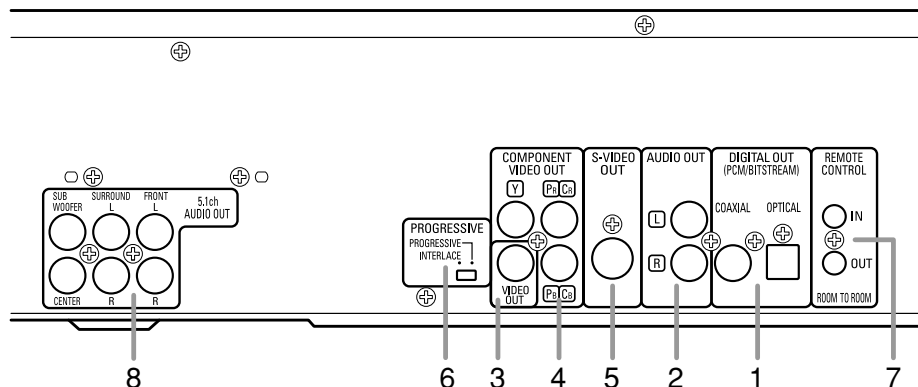 SUB WOOFER
SURROUND L
FRONT L
5.1ch AUDIO OUT
CENTER
R
R
PROGRESSIVE
PROGRESSIVE
INTERLACE
COMPONENT VIDEO OUT
Y
PR CR
VIDEO OUT
PB CB
S-VIDEO OUT
AUDIO OUT
L
R
DIGITAL OUT
(PCM/BITSTREAM)
COAXIAL
OPTICAL
REMOTE CONTROL
IN
OUT
ROOM TO ROOM
8
6
3
4
5
2
1
7